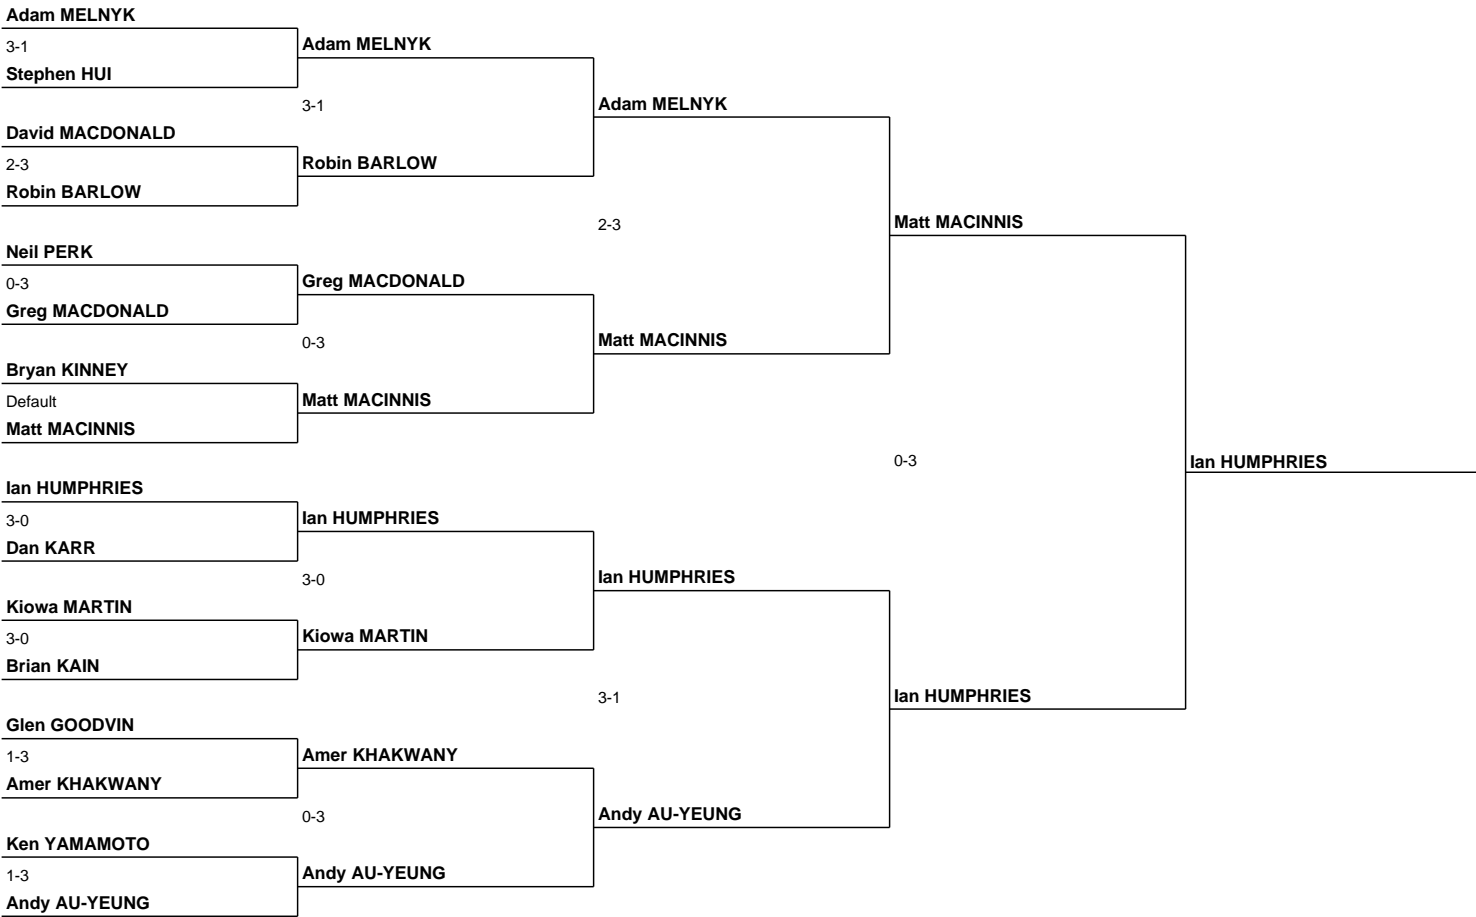 Adam MELNYK
3-1
Stephen HUI
David MACDONALD
2-3
Robin BARLOW
Neil PERK
0-3
Greg MACDONALD
Bryan KINNEY
Default
Matt MACINNIS
Ian HUMPHRIES
3-0
Dan KARR
Kiowa MARTIN
3-0
Brian KAIN
Glen GOODVIN
1-3
Amer KHAKWANY
Ken YAMAMOTO
1-3
Andy AU-YEUNG
Adam MELNYK
3-1
Robin BARLOW
Greg MACDONALD
0-3
Matt MACINNIS
Ian HUMPHRIES
3-0
Kiowa MARTIN
Amer KHAKWANY
0-3
Andy AU-YEUNG
Adam MELNYK
2-3
Matt MACINNIS
Ian HUMPHRIES
3-1
Andy AU-YEUNG
Matt MACINNIS
0-3
Ian HUMPHRIES
Ian HUMPHRIES